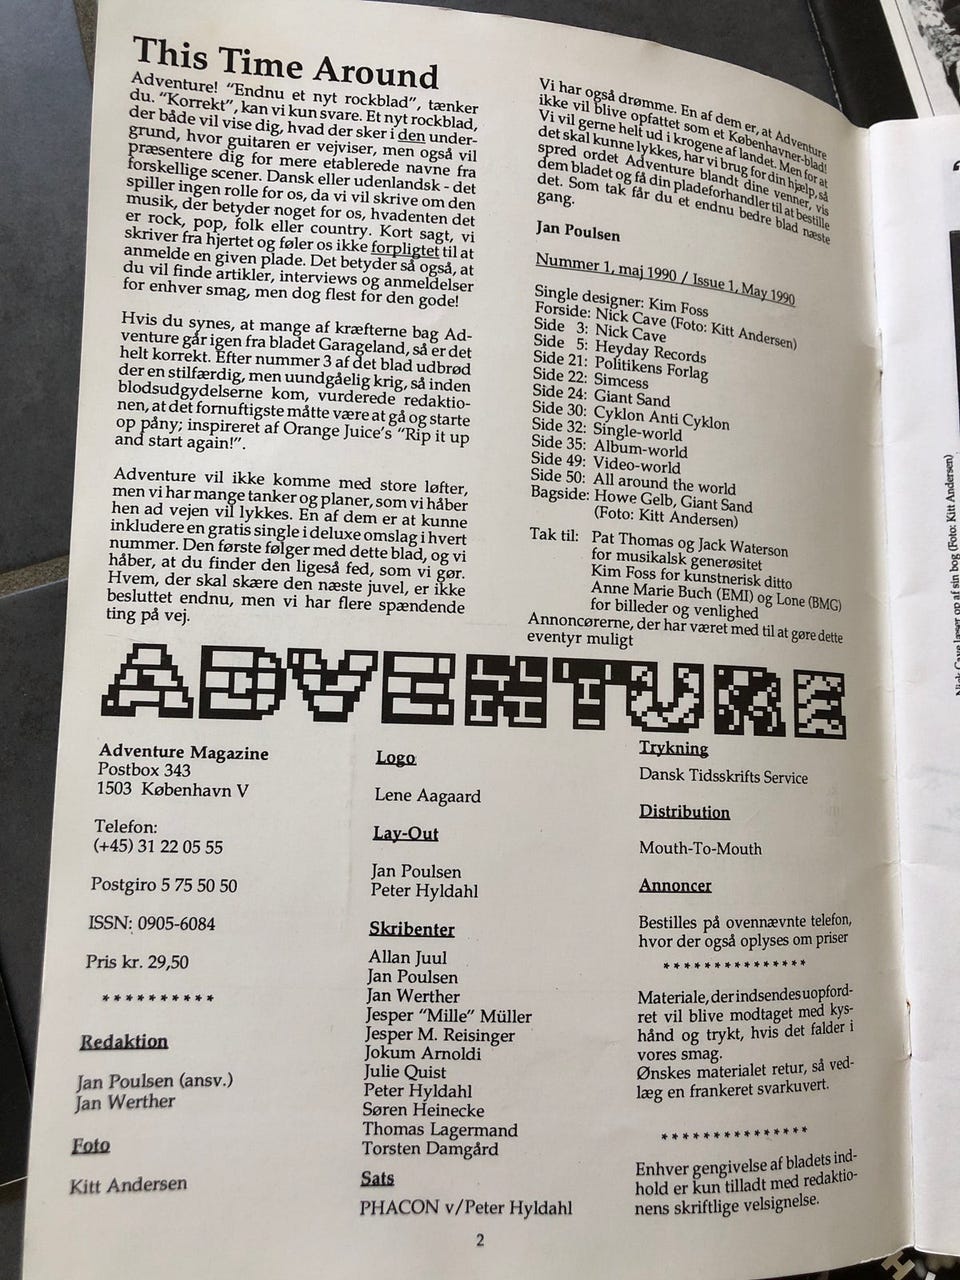 This Time Around
Adventure! "Endnu et nyt rockblad", tænker
du. "Korrekt", kan vi kun svare. Et nyt rockblad,
der både vil vise dig, hvad der sker i den under-
grund, hvor guitaren er vejviser, men også vil
præsentere dig for mere etablerede navne fra
forskellige scener. Dansk eller udenlandsk - det
spiller ingen rolle for os, da vi vil skrive om den
musik, der betyder noget for os, hvadenten det
er rock, pop, folk eller country. Kort sagt, vi
skriver fra hjertet og føler os ikke forpligtet til at
anmelde en given plade. Det betyder så også, at
du vil finde artikler, interviews og anmeldelser
for enhver smag, men dog flest for den gode!
Hvis du synes, at mange af kræfterne bag Ad-
venture går igen fra bladet Garageland, så er det
helt korrekt. Efter nummer 3 af det blad udbrød
der en stilfærdig, men uundgåelig krig, så inden
blodsudgydelserne kom, vurderede redaktio-
nen, at det fornuftigste måtte være at gå og starte
op påny; inspireret af Orange Juice's "Rip it up
and start again!".
Adventure vil ikke komme med store løfter,
men vi har mange tanker og planer, som vi håber
hen ad vejen vil lykkes. En af dem er at kunne
inkludere en gratis single i deluxe omslag i hvert
nummer. Den første følger med dette blad, og vi
håber, at du finder den ligeså fed, som vi gør.
Hvem, der skal skære den næste juvel, er ikke
besluttet endnu, men vi har flere spændende
ting på vej.
Vi har også drømme. En af dem er, at Adventure
ikke vil blive opfattet som et Københavner-blad!
Vi vil gerne helt ud i krogene af landet. Men for at
det skal kunne lykkes, har vi brug for din hjælp, så
spred ordet Adventure blandt dine venner, vis
dem bladet og få din pladeforhandler til at bestille
det. Som tak får du et endnu bedre blad næste
gang.
Jan Poulsen
Nummer 1, maj 1990 / Issue 1, May 1990
Single designer: Kim Foss
Forside: Nick Cave (Foto: Kitt Andersen)
Side 3: Nick Cave
Side 5: Heyday Records
Side 21: Politikens Forlag
Side 22: Simcess
Side 24: Giant Sand
Side 30: Cyklon Anti Cyklon
Side 32: Single-world
Side 35: Album-world
Side 49: Video-world
Side 50: All around the world
Bagside: Howe Gelb, Giant Sand
(Foto: Kitt Andersen)
Tak til: Pat Thomas og Jack Waterson
for musikalsk generøsitet
Kim Foss for kunstnerisk ditto
Anne Marie Buch (EMI) og Lone (BMG)
for billeder og venlighed
Annoncørerne, der har været med til at gøre dette
eventyr muligt
ADVENTURE
Adventure Magazine
Postbox 343
1503 København V
Telefon:
(+45) 31 22 05 55
Postgiro 5 75 50 50
ISSN: 0905-6084
Pris kr. 29,50
**********
Redaktion
Jan Poulsen (ansv.)
Jan Werther
Foto
Kitt Andersen
Logo
Lene Aagaard
Lay-Out
Jan Poulsen
Peter Hyldahl
Skribenter
Allan Juul
Jan Poulsen
Jan Werther
Jesper "Mille" Müller
Jesper M. Reisinger
Jokum Arnoldi
Julie Quist
Peter Hyldahl
Søren Heinecke
Thomas Lagermand
Torsten Damgård
Sats
PHACON v/Peter Hyldahl
Trykning
Dansk Tidsskrifts Service
Distribution
Mouth-To-Mouth
Annoncer
Bestilles på ovennævnte telefon,
hvor der også oplyses om priser
***************
Materiale, der indsendes uopford-
ret vil blive modtaget med kys-
hånd og trykt, hvis det falder i
vores smag.
Ønskes materialet retur, så ved-
læg en frankeret svarkuvert.
***************
Enhver gengivelse af bladets ind-
hold er kun tilladt med redaktio-
nens skriftlige velsignelse.
2
Nick Cave læser op af sin bog (Foto: Kitt Andersen)